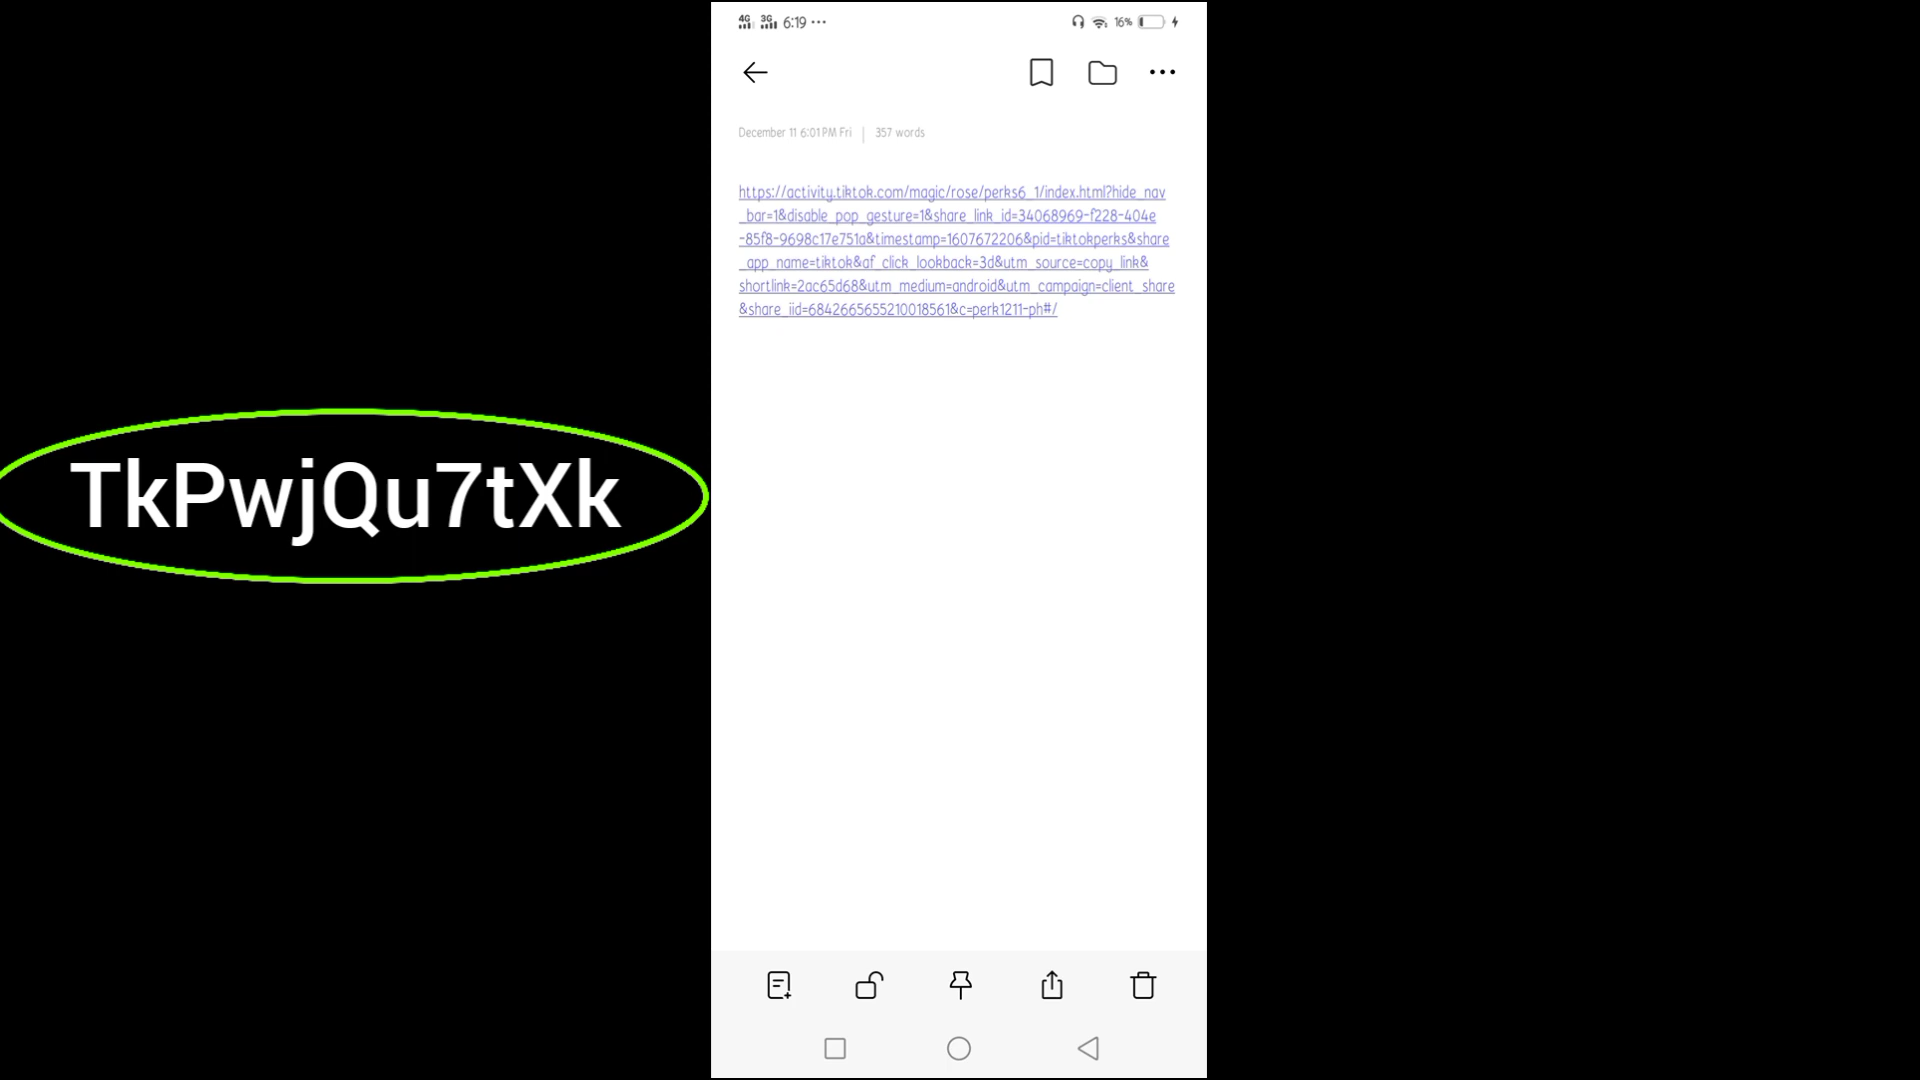 4G 3G 6:19 ...
16%
December 11 6:01 PM Fri | 357 words
https://activity.tiktok.com/magic/rose/perks6_1/index.html?hide_nav
_bar=1&disable_pop_gesture=1&share_link_id=34068969-f228-404e
-85f8-9698c17e751a&timestamp=1607672206&pid=tiktokperks&share
_app_name=tiktok&af_click_lookback=3d&utm_source=copy_link&
shortlink=2ac65d68&utm_medium=android&utm_campaign=client_share
&share_iid=6842665655210018561&c=perk1211-ph#/
TkPwjQu7tXk